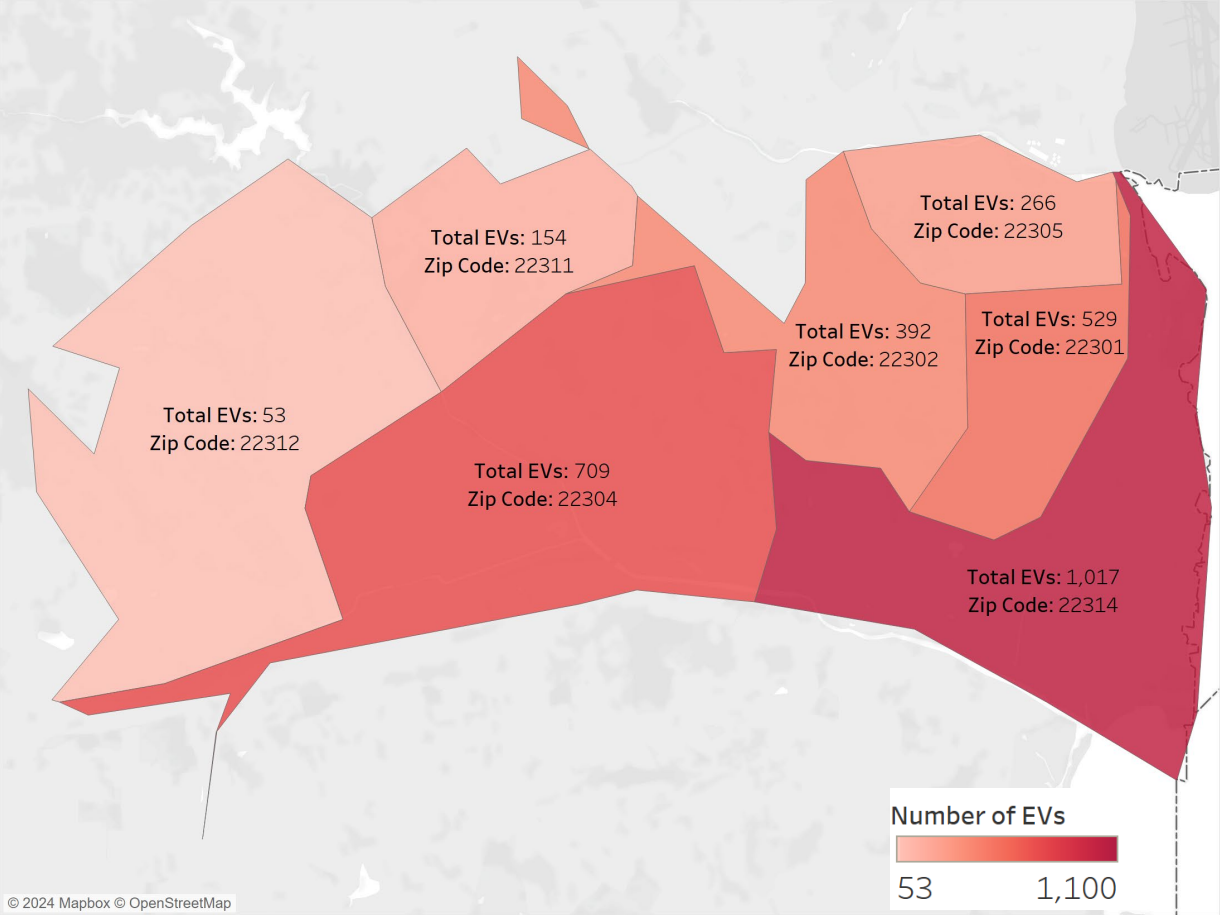 Total EVs: 266
Zip Code: 22305
Total EVs: 154
Zip Code: 22311
Total EVs: 529
Zip Code: 22301
Total EVs: 392
Zip Code: 22302
Total EVs: 53
Zip Code: 22312
Total EVs: 709
Zip Code: 22304
Total EVs: 1,017
Zip Code: 22314
Number of EVs
53 1,100
© 2024 Mapbox © OpenStreetMap